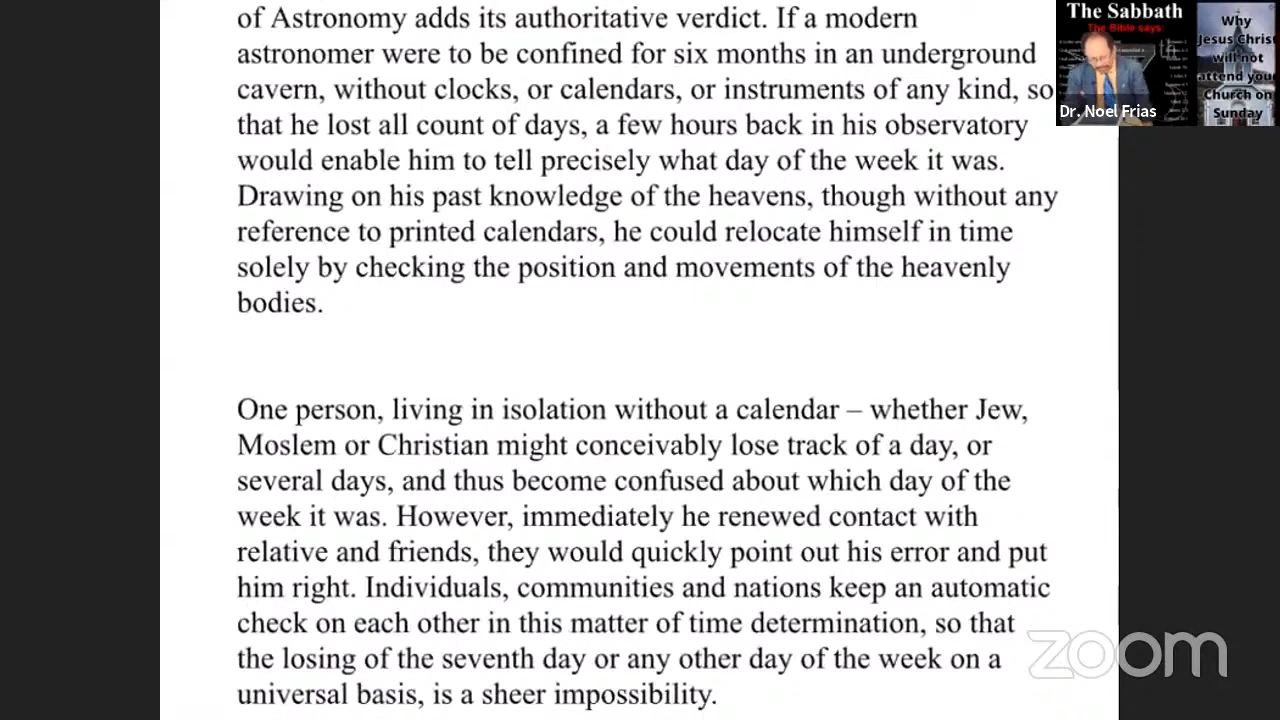 of Astronomy adds its authoritative verdict. If a modern
astronomer were to be confined for six months in an underground
cavern, without clocks, or calendars, or instruments of any kind, so
that he lost all count of days, a few hours back in his observatory
would enable him to tell precisely what day of the week it was.
Drawing on his past knowledge of the heavens, though without any
reference to printed calendars, he could relocate himself in time
solely by checking the position and movements of the heavenly
bodies.
One person, living in isolation without a calendar – whether Jew,
Moslem or Christian might conceivably lose track of a day, or
several days, and thus become confused about which day of the
week it was. However, immediately he renewed contact with
relative and friends, they would quickly point out his error and put
him right. Individuals, communities and nations keep an automatic
check on each other in this matter of time determination, so that
the losing of the seventh day or any other day of the week on a
universal basis, is a sheer impossibility.
The Sabbath
The Bible says:
Dr. Noel Frias
Why
Jesus Christ
will not
attend your
Church on
Sunday
zoom